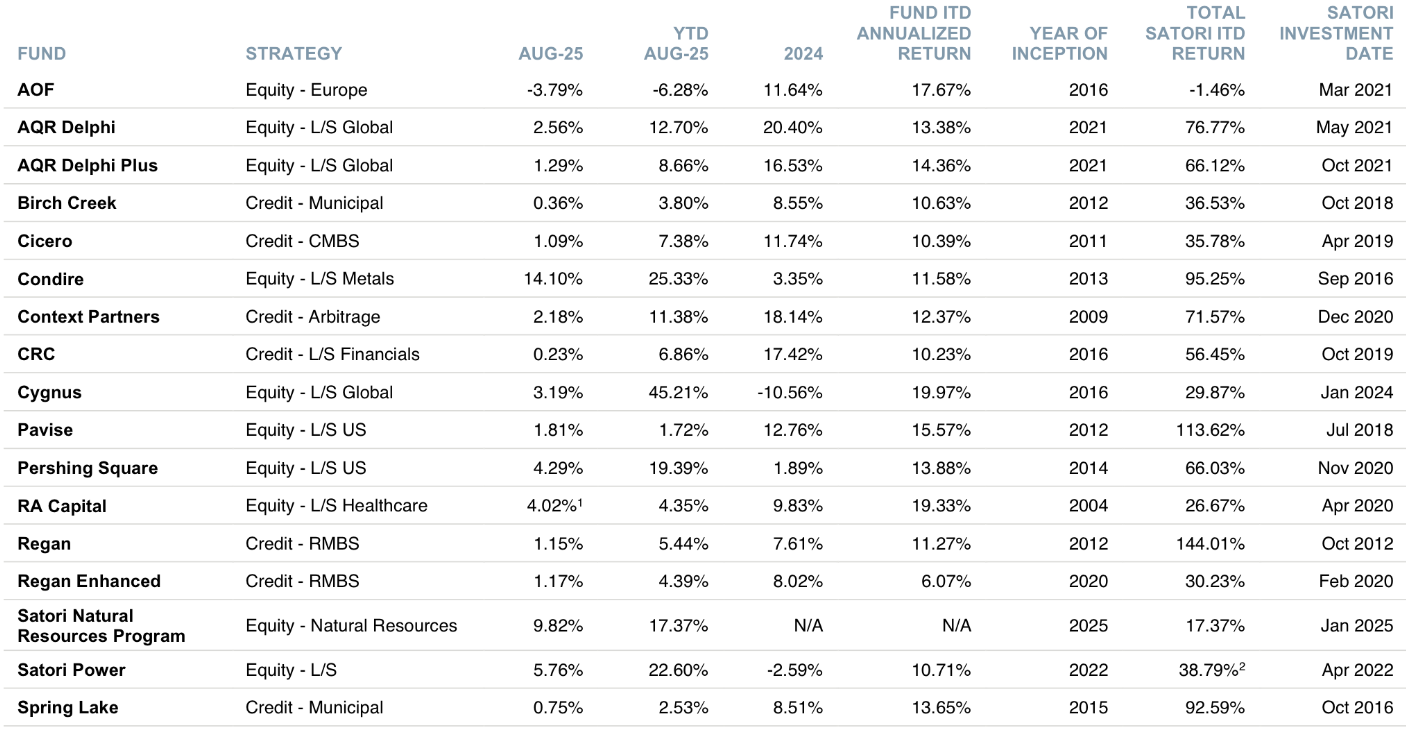 FUND STRATEGY AUG-25 YTD AUG-25 2024 FUND ITD ANNUALIZED RETURN YEAR OF INCEPTION TOTAL SATORI ITD RETURN SATORI INVESTMENT DATE
AOF Equity - Europe -3.79% -6.28% 11.64% 17.67% 2016 -1.46% Mar 2021
AQR Delphi Equity - L/S Global 2.56% 12.70% 20.40% 13.38% 2021 76.77% May 2021
AQR Delphi Plus Equity - L/S Global 1.29% 8.66% 16.53% 14.36% 2021 66.12% Oct 2021
Birch Creek Credit - Municipal 0.36% 3.80% 8.55% 10.63% 2012 36.53% Oct 2018
Cicero Credit - CMBS 1.09% 7.38% 11.74% 10.39% 2011 35.78% Apr 2019
Condire Equity - L/S Metals 14.10% 25.33% 3.35% 11.58% 2013 95.25% Sep 2016
Context Partners Credit - Arbitrage 2.18% 11.38% 18.14% 12.37% 2009 71.57% Dec 2020
CRC Credit - L/S Financials 0.23% 6.86% 17.42% 10.23% 2016 56.45% Oct 2019
Cygnus Equity - L/S Global 3.19% 45.21% -10.56% 19.97% 2016 29.87% Jan 2024
Pavise Equity - L/S US 1.81% 1.72% 12.76% 15.57% 2012 113.62% Jul 2018
Pershing Square Equity - L/S US 4.29% 19.39% 1.89% 13.88% 2014 66.03% Nov 2020
RA Capital Equity - L/S Healthcare 4.02%¹ 4.35% 9.83% 19.33% 2004 26.67% Apr 2020
Regan Credit - RMBS 1.15% 5.44% 7.61% 11.27% 2012 144.01% Oct 2012
Regan Enhanced Credit - RMBS 1.17% 4.39% 8.02% 6.07% 2020 30.23% Feb 2020
Satori Natural
Resources Program Equity - Natural Resources 9.82% 17.37% N/A N/A 2025 17.37% Jan 2025
Satori Power Equity - L/S 5.76% 22.60% -2.59% 10.71% 2022 38.79%² Apr 2022
Spring Lake Credit - Municipal 0.75% 2.53% 8.51% 13.65% 2015 92.59% Oct 2016